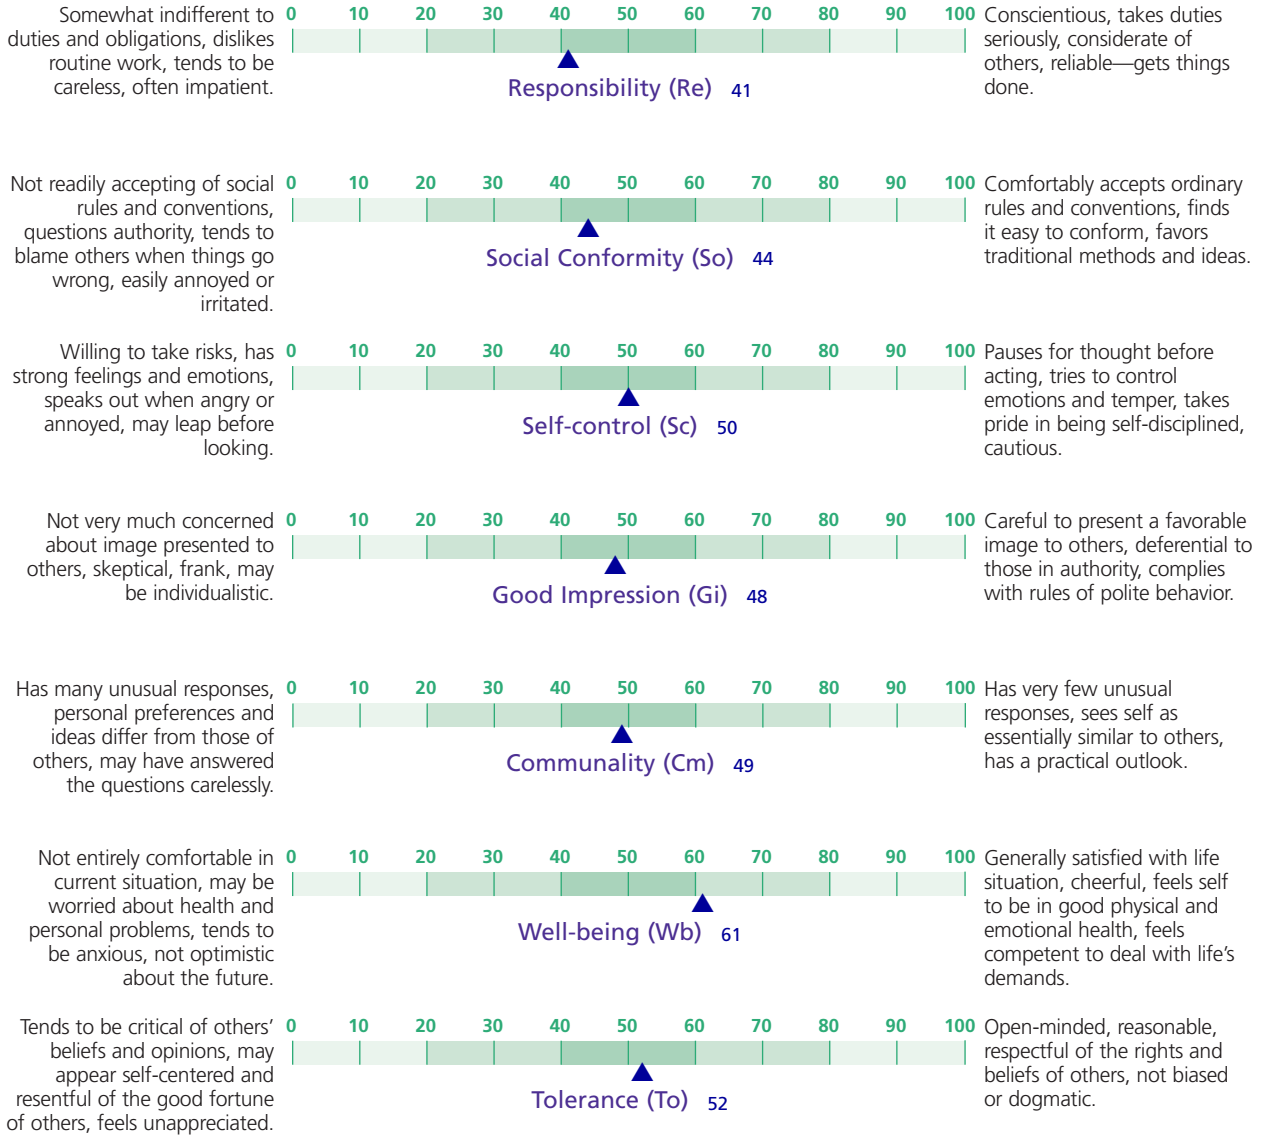 Somewhat indifferent to
duties and obligations, dislikes
routine work, tends to be
careless, often impatient.
0 10 20 30 40 50 60 70 80 90 100
Responsibility (Re) 41
Conscientious, takes duties
seriously, considerate of
others, reliable—gets things
done.
Not readily accepting of social
rules and conventions,
questions authority, tends to
blame others when things go
wrong, easily annoyed or
irritated.
0 10 20 30 40 50 60 70 80 90 100
Social Conformity (So) 44
Comfortably accepts ordinary
rules and conventions, finds
it easy to conform, favors
traditional methods and ideas.
Willing to take risks, has
strong feelings and emotions,
speaks out when angry or
annoyed, may leap before
looking.
0 10 20 30 40 50 60 70 80 90 100
Self-control (Sc) 50
Pauses for thought before
acting, tries to control
emotions and temper, takes
pride in being self-disciplined,
cautious.
Not very much concerned
about image presented to
others, skeptical, frank, may
be individualistic.
0 10 20 30 40 50 60 70 80 90 100
Good Impression (Gi) 48
Careful to present a favorable
image to others, deferential to
those in authority, complies
with rules of polite behavior.
Has many unusual responses,
personal preferences and
ideas differ from those of
others, may have answered
the questions carelessly.
0 10 20 30 40 50 60 70 80 90 100
Communality (Cm) 49
Has very few unusual
responses, sees self as
essentially similar to others,
has a practical outlook.
Not entirely comfortable in
current situation, may be
worried about health and
personal problems, tends to
be anxious, not optimistic
about the future.
0 10 20 30 40 50 60 70 80 90 100
Well-being (Wb) 61
Generally satisfied with life
situation, cheerful, feels self
to be in good physical and
emotional health, feels
competent to deal with life’s
demands.
Tends to be critical of others’
beliefs and opinions, may
appear self-centered and
resentful of the good fortune
of others, feels unappreciated.
0 10 20 30 40 50 60 70 80 90 100
Tolerance (To) 52
Open-minded, reasonable,
respectful of the rights and
beliefs of others, not biased
or dogmatic.